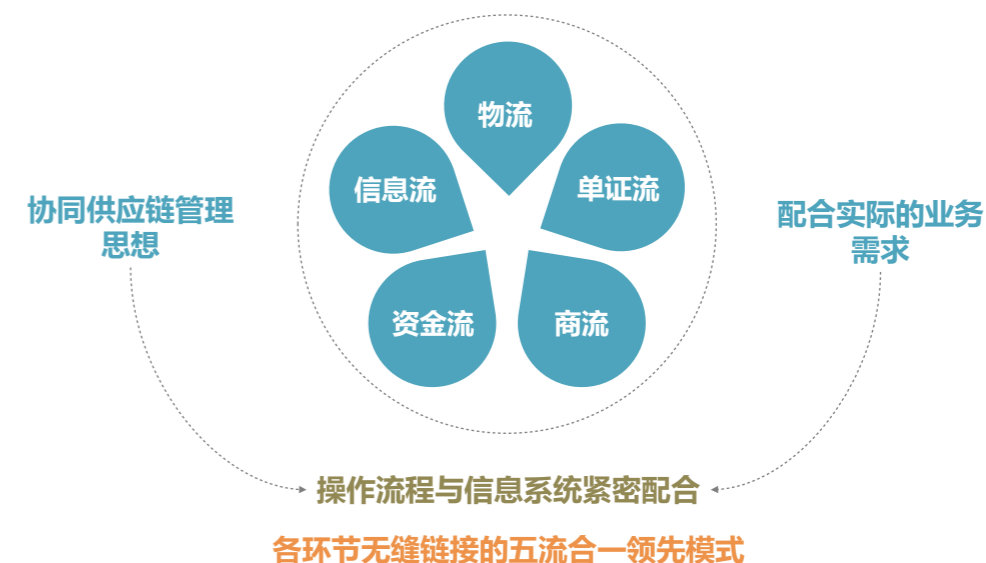 物流
信息流
单证流
协同供应链管理
思想
配合实际的业务
需求
资金流
商流
操作流程与信息系统紧密配合
各环节无缝链接的五流合一领先模式